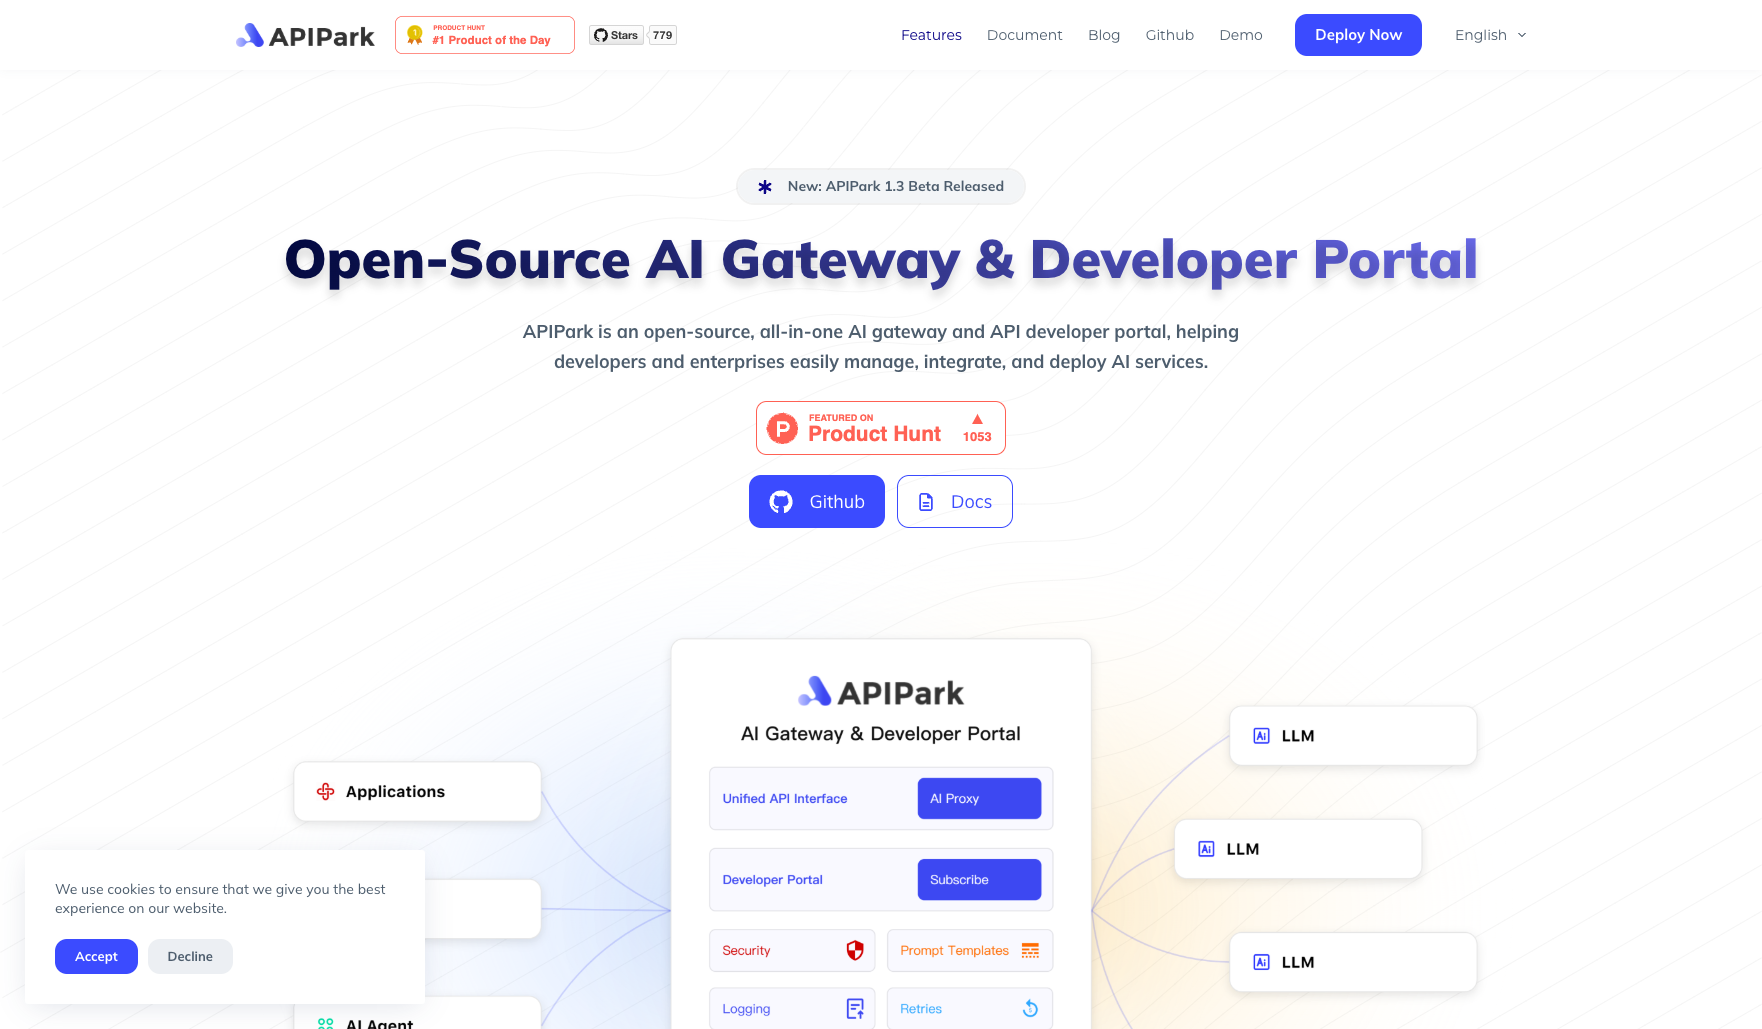 APIPark
PRODUCT HUNT
#1 Product of the Day
Stars
779
Features
Document
Blog
Github
Demo
Deploy Now
English
New: APIPark 1.3 Beta Released
Open-Source AI Gateway & Developer Portal
APIPark is an open-source, all-in-one AI gateway and API developer portal, helping
developers and enterprises easily manage, integrate, and deploy AI services.
FEATURED ON
Product Hunt
1053
Github
Docs
APIPark
AI Gateway & Developer Portal
Unified API Interface
AI Proxy
Developer Portal
Subscribe
Security
Prompt Templates
Logging
Retries
Applications
AI Agent
LLM
LLM
LLM
We use cookies to ensure that we give you the best
experience on our website.
Accept
Decline